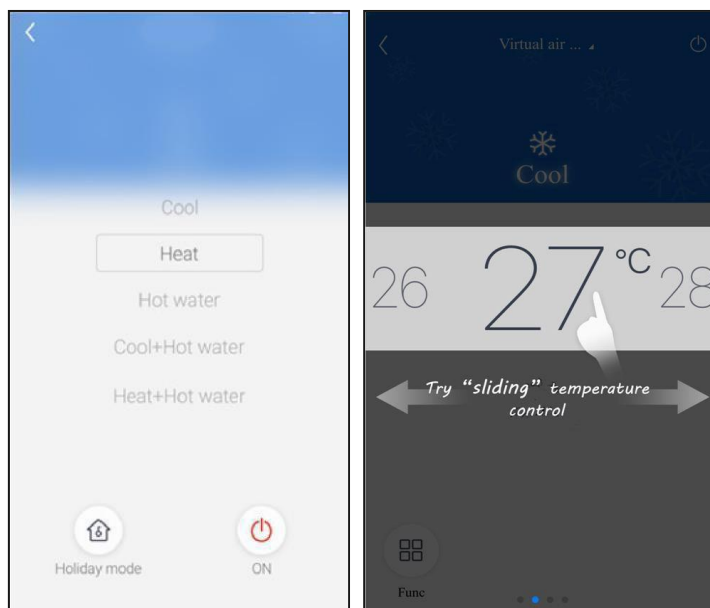 Cool
Heat
Hot water
Cool+Hot water
Heat+Hot water
Holiday mode
ON
Virtual air ...
Cool
26
27°C
28
Try “sliding” temperature
control
Func